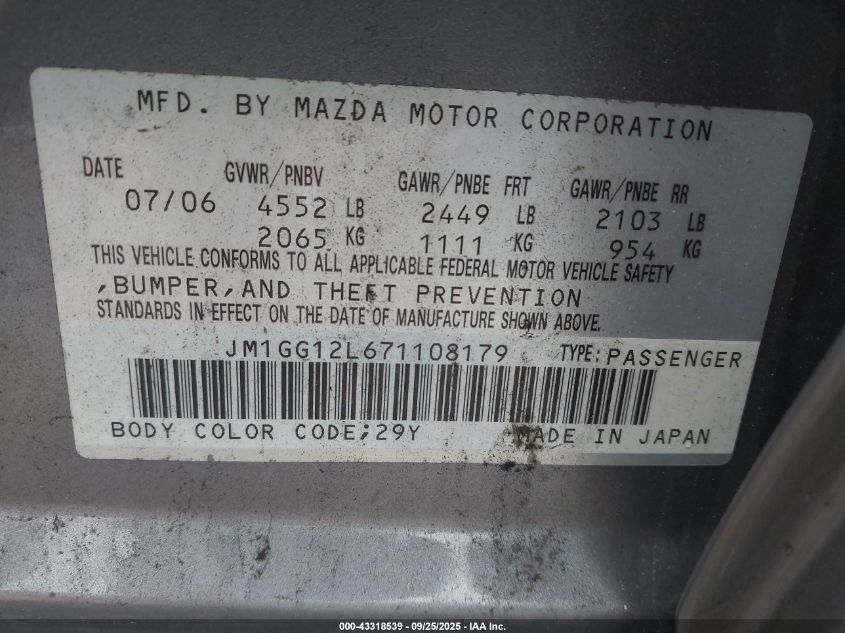 MFD. BY MAZDA MOTOR CORPORATION
DATE GVWR/PNBV GAWR/PNBE FRT GAWR/PNBE RR
07/06 4552 LB 2449 LB 2103 LB
2065 KG 1111 KG 954 KG
THIS VEHICLE CONFORMS TO ALL APPLICABLE FEDERAL MOTOR VEHICLE SAFETY
,BUMPER,AND THEFT PREVENTION
STANDARDS IN EFFECT ON THE DATE OF MANUFACTURE SHOWN ABOVE.
JM1GG12L671108179 TYPE:PASSENGER
BODY COLOR CODE;29Y MADE IN JAPAN
000-43318539 - 09/25/2025 - IAA Inc.